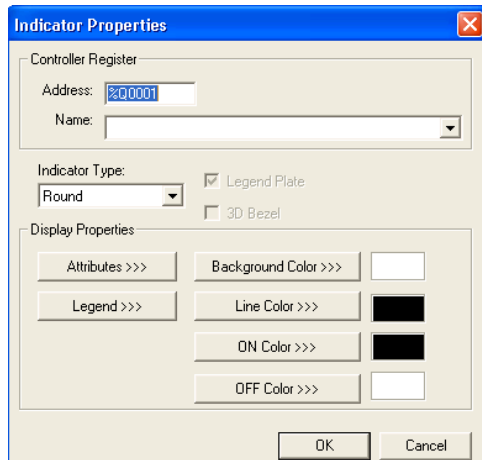 Indicator Properties
Controller Register
Address: %Q0001
Name:
Indicator Type:
Round
Legend Plate
3D Bezel
Display Properties
Attributes >>> Background Color >>>
Legend >>> Line Color >>>
ON Color >>>
OFF Color >>>
OK Cancel